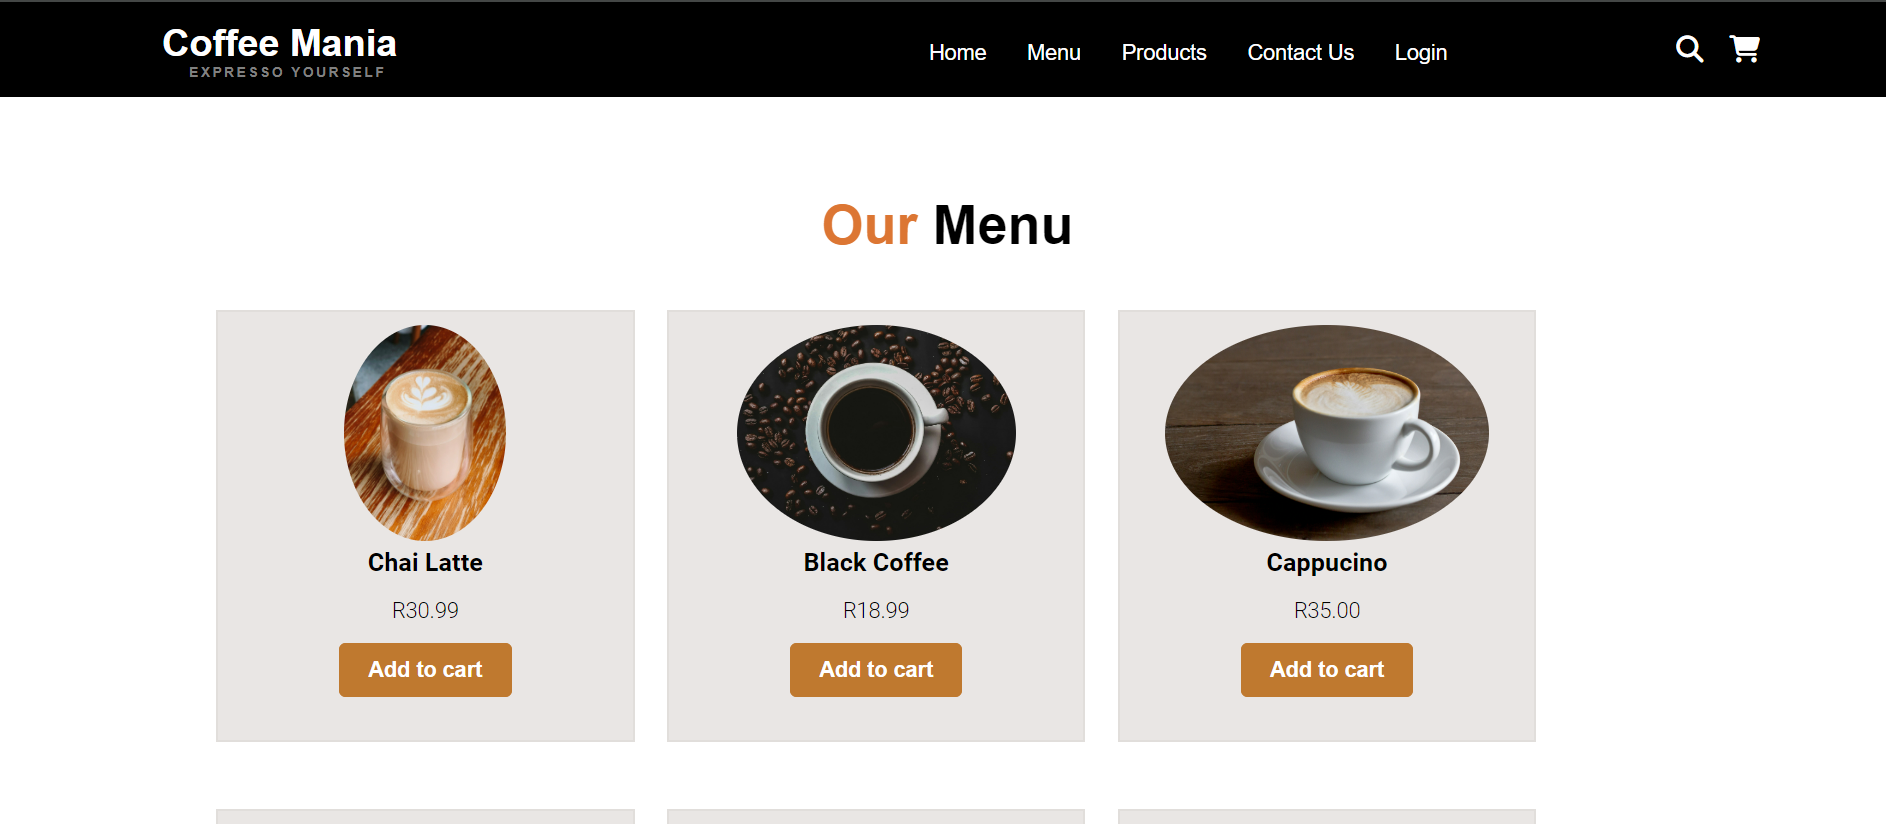 Coffee Mania
EXPRESSO YOURSELF
Home Menu Products Contact Us Login
Our Menu
Chai Latte
R30.99
Add to cart
Black Coffee
R18.99
Add to cart
Cappucino
R35.00
Add to cart